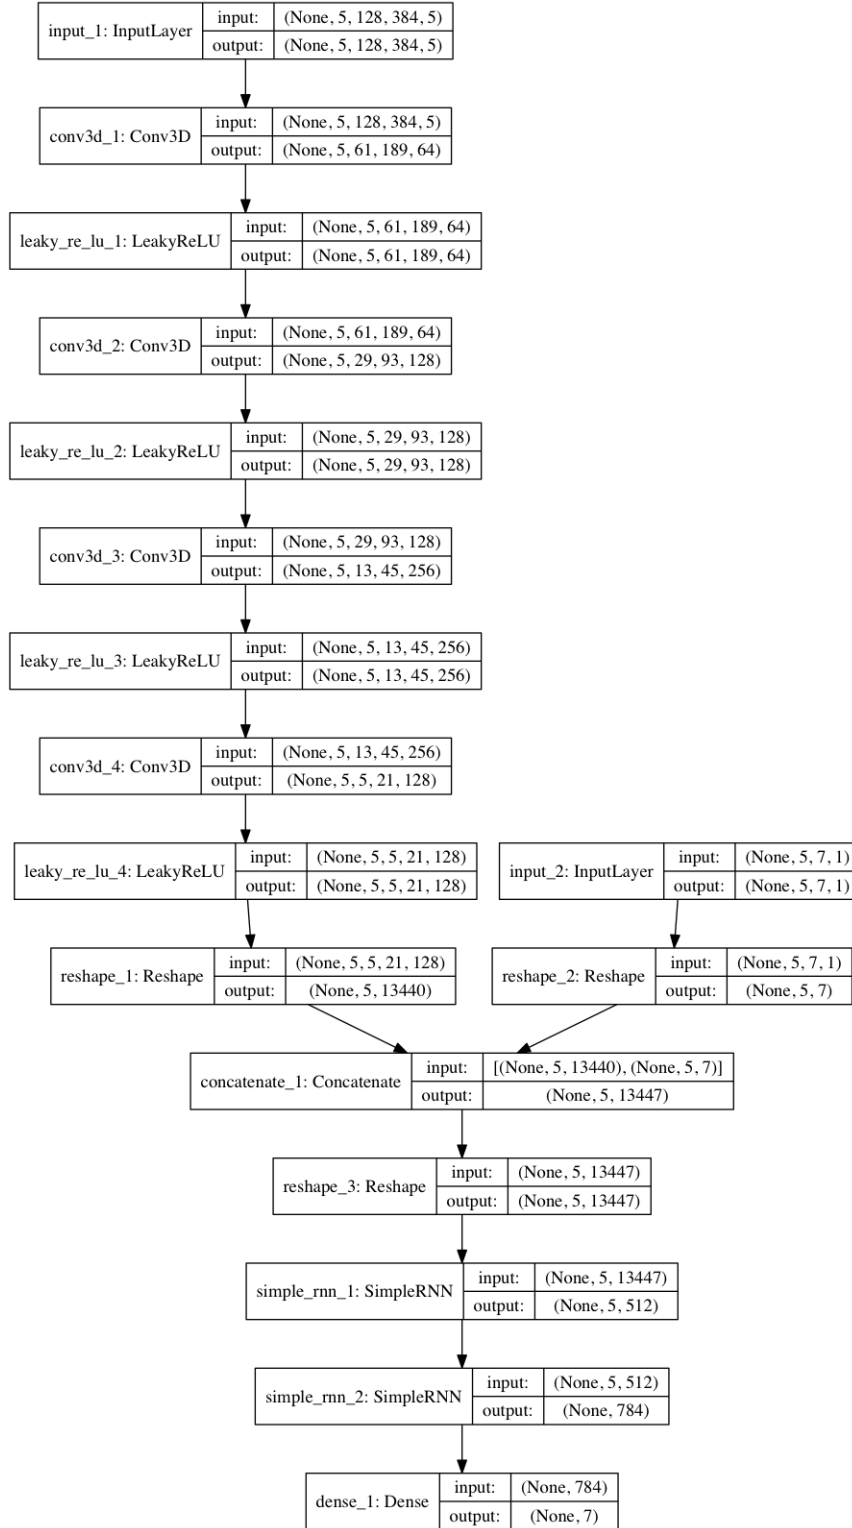 input_1: InputLayer
input: (None, 5, 128, 384, 5)
output: (None, 5, 128, 384, 5)
conv3d_1: Conv3D
input: (None, 5, 128, 384, 5)
output: (None, 5, 61, 189, 64)
leaky_re_lu_1: LeakyReLU
input: (None, 5, 61, 189, 64)
output: (None, 5, 61, 189, 64)
conv3d_2: Conv3D
input: (None, 5, 61, 189, 64)
output: (None, 5, 29, 93, 128)
leaky_re_lu_2: LeakyReLU
input: (None, 5, 29, 93, 128)
output: (None, 5, 29, 93, 128)
conv3d_3: Conv3D
input: (None, 5, 29, 93, 128)
output: (None, 5, 13, 45, 256)
leaky_re_lu_3: LeakyReLU
input: (None, 5, 13, 45, 256)
output: (None, 5, 13, 45, 256)
conv3d_4: Conv3D
input: (None, 5, 13, 45, 256)
output: (None, 5, 5, 21, 128)
leaky_re_lu_4: LeakyReLU
input: (None, 5, 5, 21, 128)
output: (None, 5, 5, 21, 128)
input_2: InputLayer
input: (None, 5, 7, 1)
output: (None, 5, 7, 1)
reshape_1: Reshape
input: (None, 5, 5, 21, 128)
output: (None, 5, 13440)
reshape_2: Reshape
input: (None, 5, 7, 1)
output: (None, 5, 7)
concatenate_1: Concatenate
input: [(None, 5, 13440), (None, 5, 7)]
output: (None, 5, 13447)
reshape_3: Reshape
input: (None, 5, 13447)
output: (None, 5, 13447)
simple_rnn_1: SimpleRNN
input: (None, 5, 13447)
output: (None, 5, 512)
simple_rnn_2: SimpleRNN
input: (None, 5, 512)
output: (None, 784)
dense_1: Dense
input: (None, 784)
output: (None, 7)